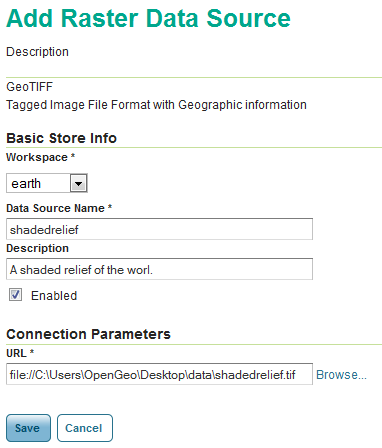 Add Raster Data Source
Description
GeoTIFF
Tagged Image File Format with Geographic information
Basic Store Info
Workspace *
earth
Data Source Name *
shadedrelief
Description
A shaded relief of the worl.
Enabled
Connection Parameters
URL *
file://C:\Users\OpenGeo\Desktop\data\shadedrelief.tif Browse...
Save Cancel